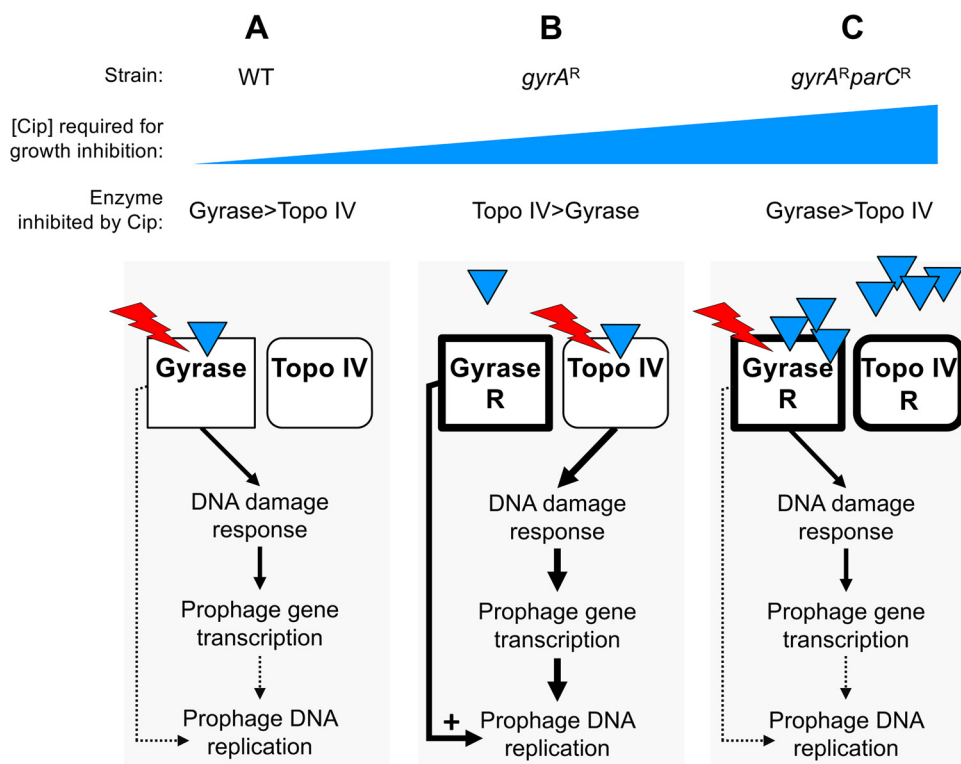 A B C
Strain: WT gyrAᴿ gyrAᴿparCᴿ
[Cip] required for
growth inhibition:
Enzyme
inhibited by Cip:
Gyrase>Topo IV Topo IV>Gyrase Gyrase>Topo IV
Gyrase
Topo IV
DNA damage
response
Prophage gene
transcription
Prophage DNA
replication
Gyrase
R
Topo IV
DNA damage
response
Prophage gene
transcription
+
Prophage DNA
replication
Gyrase
R
Topo IV
R
DNA damage
response
Prophage gene
transcription
Prophage DNA
replication